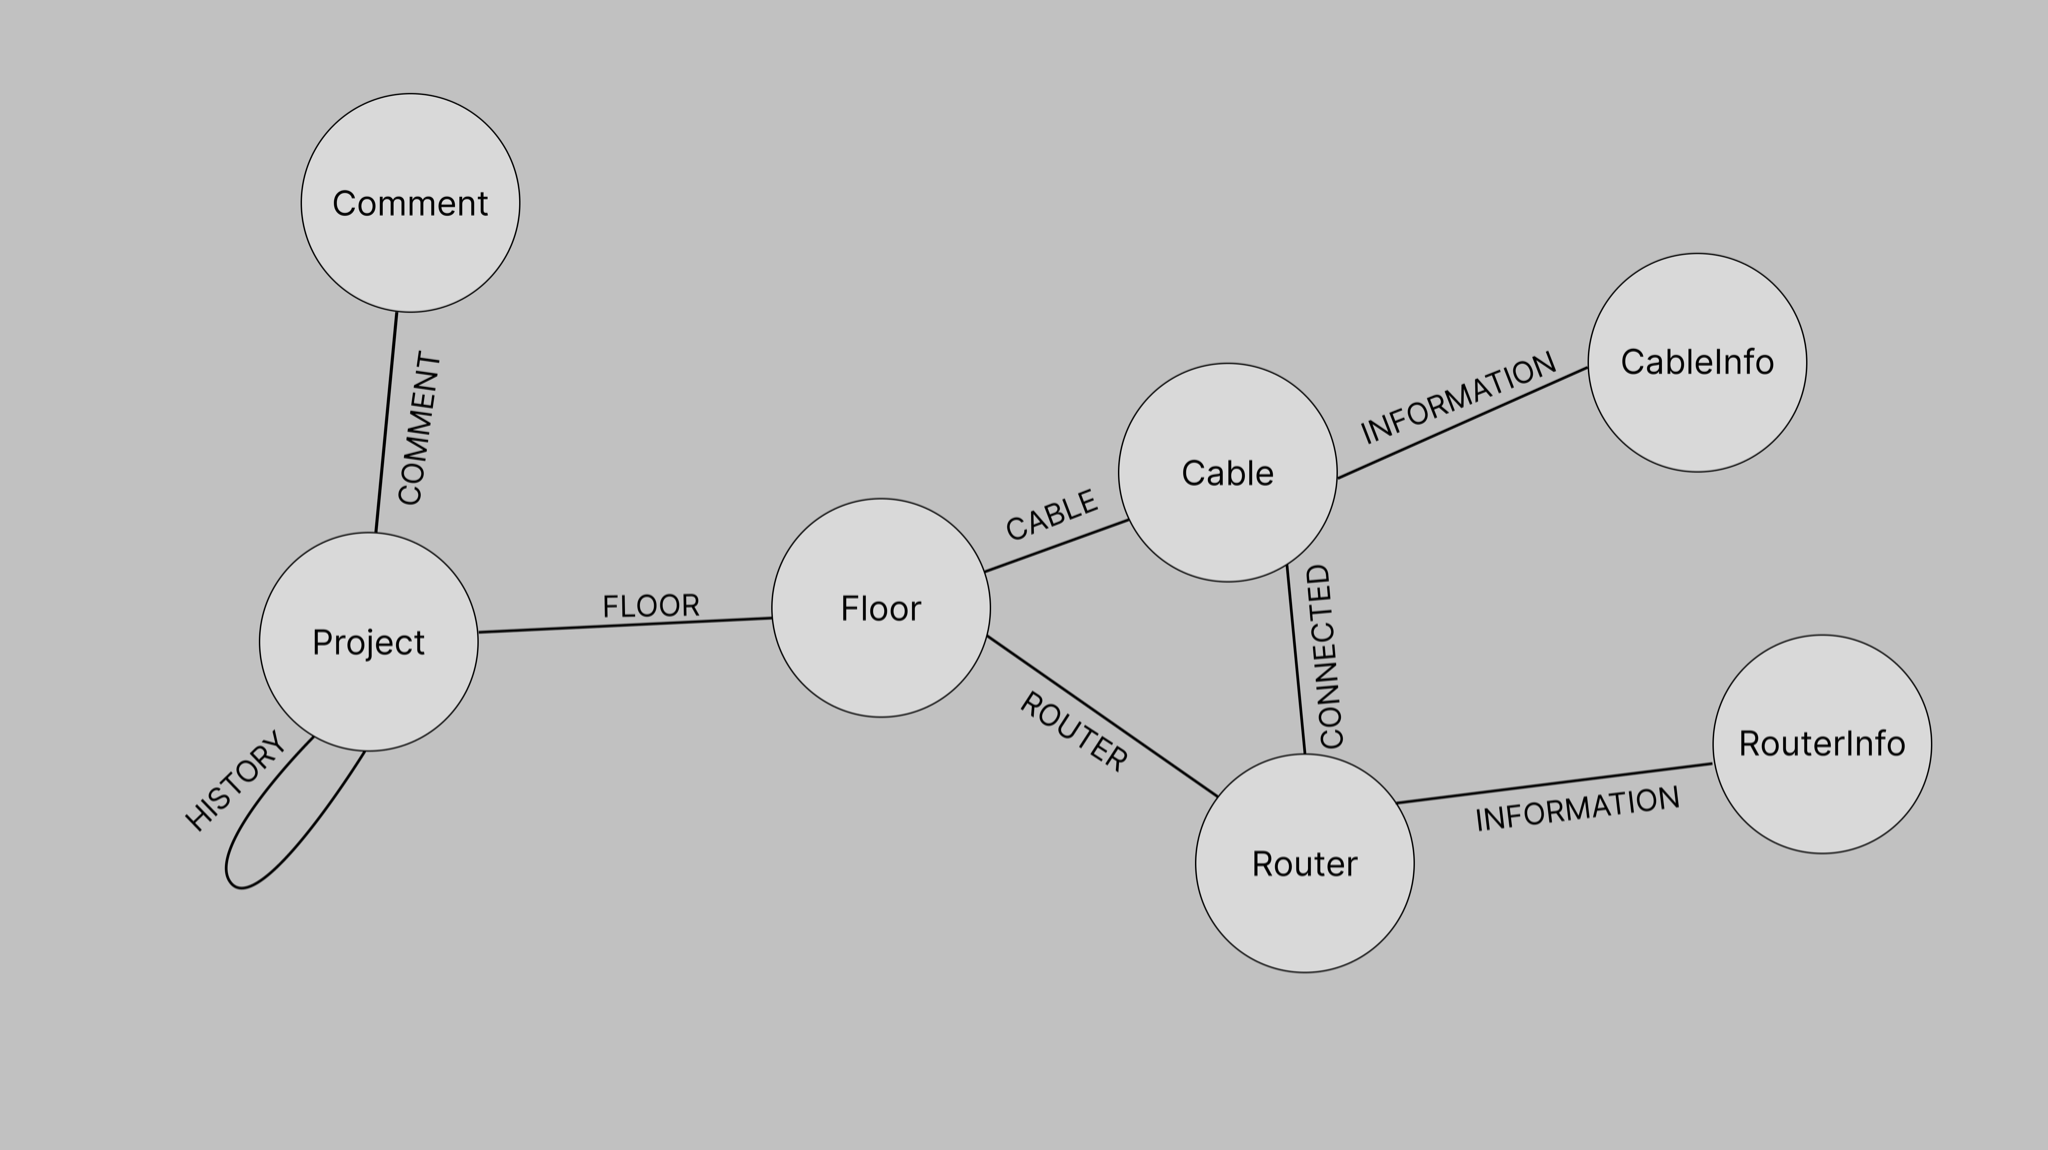 Comment
COMMENT
Project
HISTORY
FLOOR
Floor
CABLE
ROUTER
Cable
CONNECTED
Router
INFORMATION
CableInfo
INFORMATION
RouterInfo